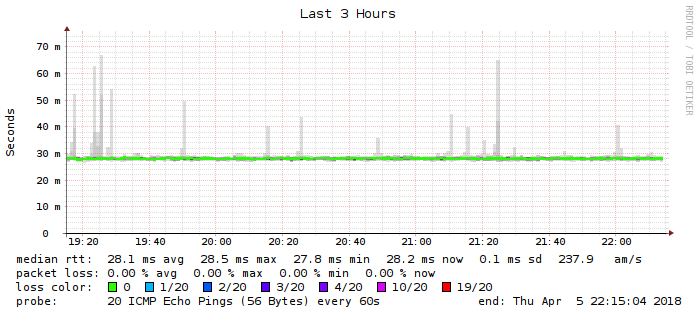 Last 3 Hours
RRDTOOL / TOBI OETIKER
Seconds
70 m
60 m
50 m
40 m
30 m
20 m
10 m
0
19:20 19:40 20:00 20:20 20:40 21:00 21:20 21:40 22:00
median rtt: 28.1 ms avg 28.5 ms max 27.8 ms min 28.2 ms now 0.1 ms sd 237.9 am/s
packet loss: 0.00 % avg 0.00 % max 0.00 % min 0.00 % now
loss color: 0 1/20 2/20 3/20 4/20 10/20 19/20
probe: 20 ICMP Echo Pings (56 Bytes) every 60s end: Thu Apr 5 22:15:04 2018